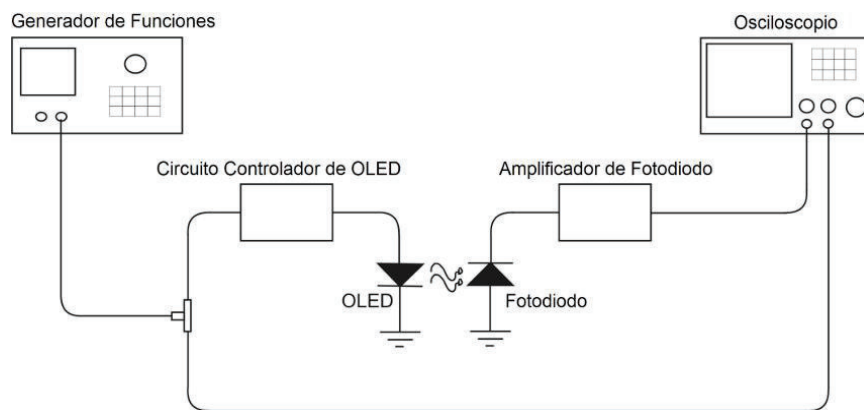 Generador de Funciones
Osciloscopio
Circuito Controlador de OLED
Amplificador de Fotodiodo
OLED
Fotodiodo